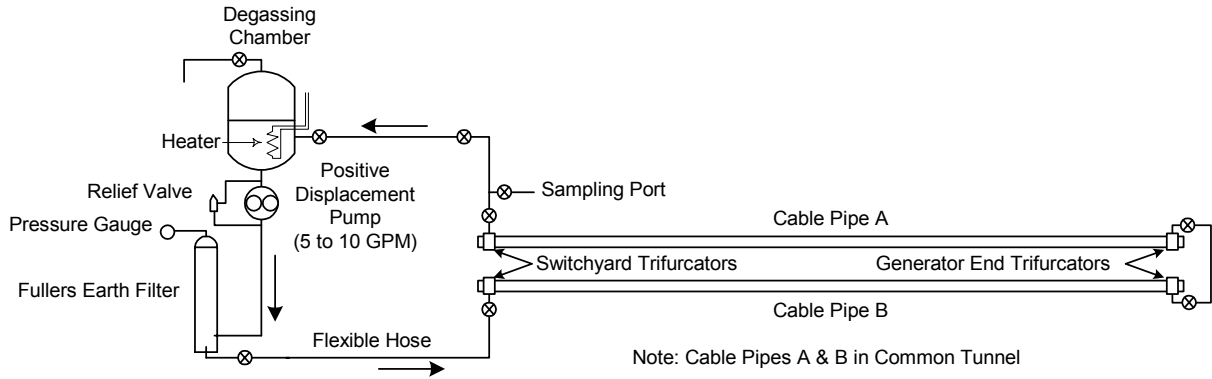 Degassing
Chamber
Heater
Relief Valve
Positive
Displacement
Pump
(5 to 10 GPM)
Sampling Port
Pressure Gauge
Cable Pipe A
Switchyard Trifurcators
Generator End Trifurcators
Fullers Earth Filter
Cable Pipe B
Flexible Hose
Note: Cable Pipes A & B in Common Tunnel